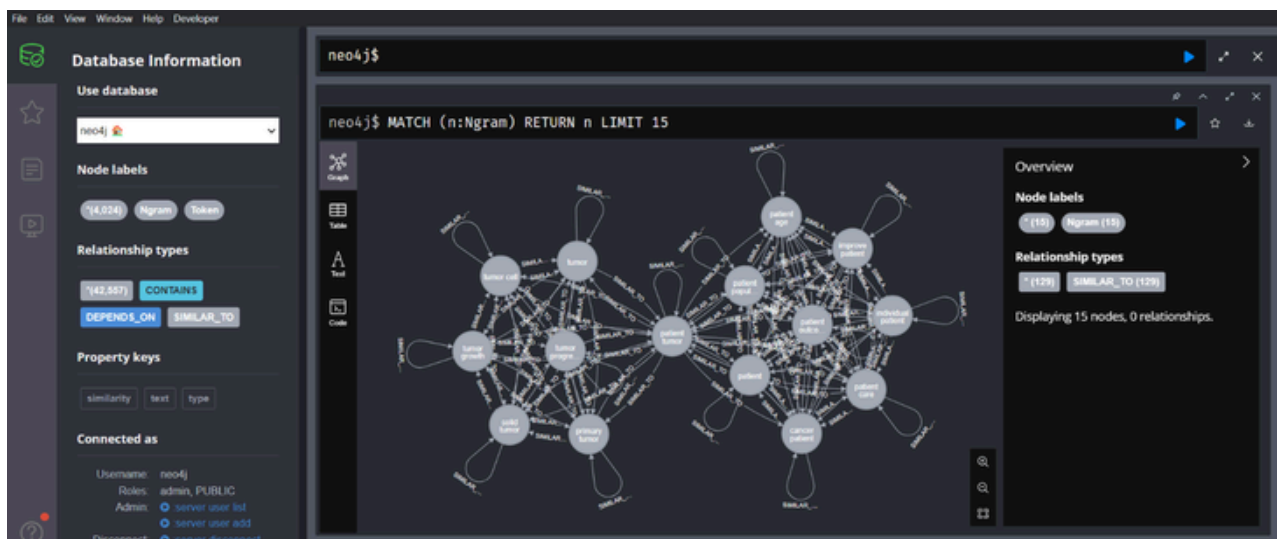 File Edit View Window Help Developer
Database Information
Use database
neo4j
Node labels
*(4,024) Ngram Token
Relationship types
*(42,557) CONTAINS
DEPENDS_ON SIMILAR_TO
Property keys
similarity text type
Connected as
Username: neo4j
Roles: admin, PUBLIC
Admin: server user list
server user add
neo4j$
neo4j$ MATCH (n:Ngram) RETURN n LIMIT 15
Graph
Table
Text
Code
patient
age
improve
patient
tumor
tumor cell
patient
popul...
individual
patient
patient
outco...
patient
tumor
tumor
growth
tumor
progre...
patient
patient
care
solid
tumor
primary
tumor
cancer
patient
SIMILAR_TO
Overview
Node labels
* (15) Ngram (15)
Relationship types
* (129) SIMILAR_TO (129)
Displaying 15 nodes, 0 relationships.